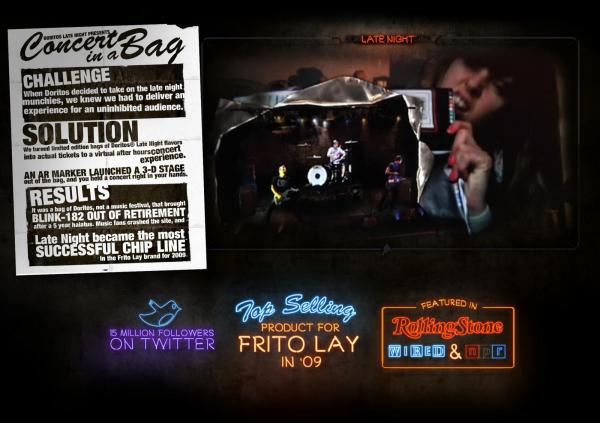 DORITOS LATE NIGHT PRESENTS
Concert
in a Bag
CHALLENGE
When Doritos decided to take on the late night
munchies, we knew we had to deliver an
experience for an uninhibited audience.
SOLUTION
We turned limited edition bags of Doritos® Late Night flavors
into actual tickets to a virtual after hours concert
experience.
AN AR MARKER LAUNCHED A 3-D STAGE
out of the bag, and you held a concert right in your hands.
RESULTS
It was a bag of Doritos, not a music festival, that brought
BLINK-182 OUT OF RETIREMENT
after a 5 year haiatus. Music fans crashed the site, and
Late Night became the most
SUCCESSFUL CHIP LINE
in the Frito Lay brand for 2009
LATE NIGHT
15 MILLION FOLLOWERS
ON TWITTER
Top Selling
PRODUCT FOR
FRITO LAY
IN '09
FEATURED IN
RollingStone
WIRED & npr